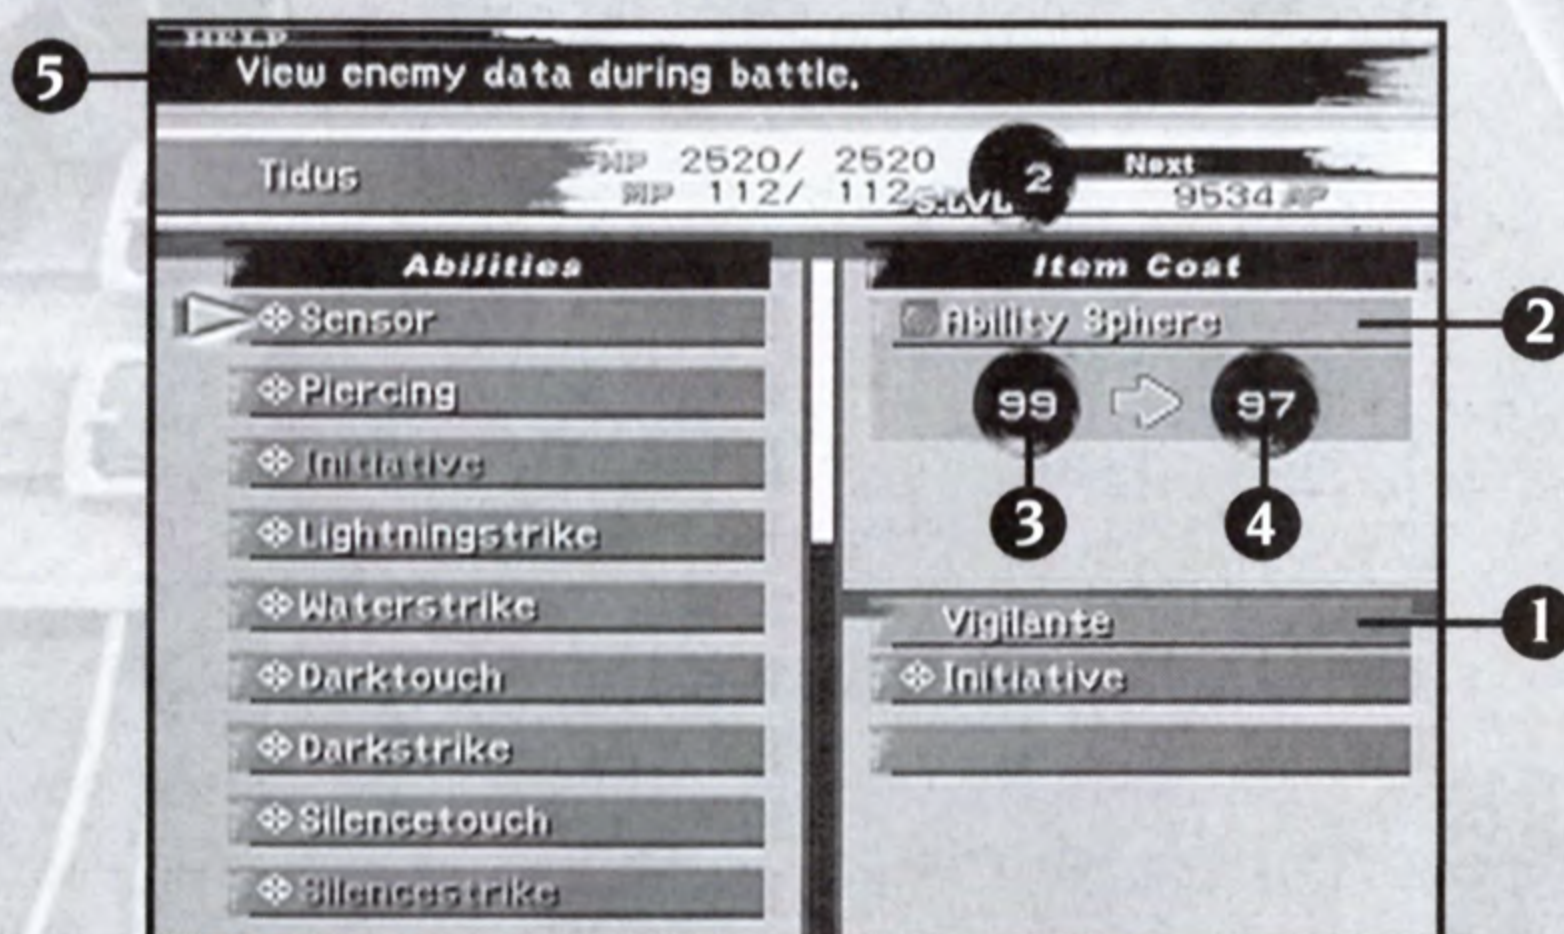 HELP
5
View enemy data during battle.
Tidus
HP 2520/ 2520
MP 112/ 112
S.LVL 2
Next
9534 AP
Abilities
Sensor
Piercing
Initiative
Lightningstrike
Waterstrike
Darktouch
Darkstrike
Silencetouch
Silencestrike
Item Cost
Ability Sphere
2
99 97
3 4
Vigilante
1
Initiative